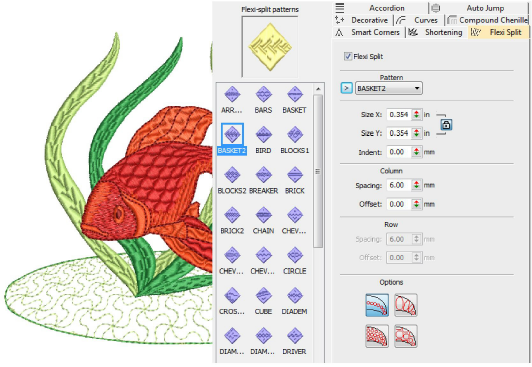 Flexi-split patterns
ARR... BARS BASKET
BASKET2 BIRD BLOCKS1
BLOCKS2 BREAKER BRICK
BRICK2 CHAIN CHEV...
CHEV... CHEV... CIRCLE
CROS... CUBE DIADEM
DIAM... DIAM... DRIVER
Accordion Auto Jump
Decorative Curves Compound Chenille
Smart Corners Shortening Flexi Split
Flexi Split
Pattern
> BASKET2
Size X: 0.354 in
Size Y: 0.354 in
Indent: 0.00 mm
Column
Spacing: 6.00 mm
Offset: 0.00 mm
Row
Spacing: 6.00 mm
Offset: 0.00 mm
Options